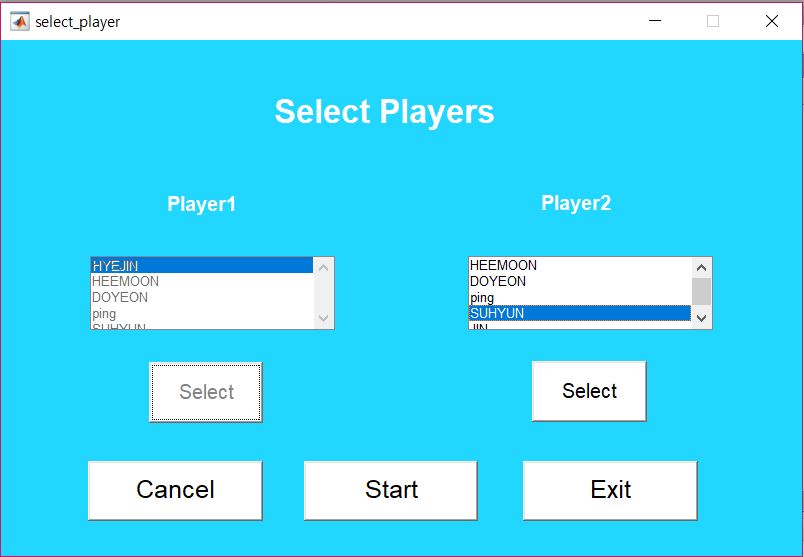 select_player
Select Players
Player1
Player2
HYEJIN
HEEMOON
DOYEON
ping
SUHYUN
HEEMOON
DOYEON
ping
SUHYUN
JIN
Select
Select
Cancel
Start
Exit